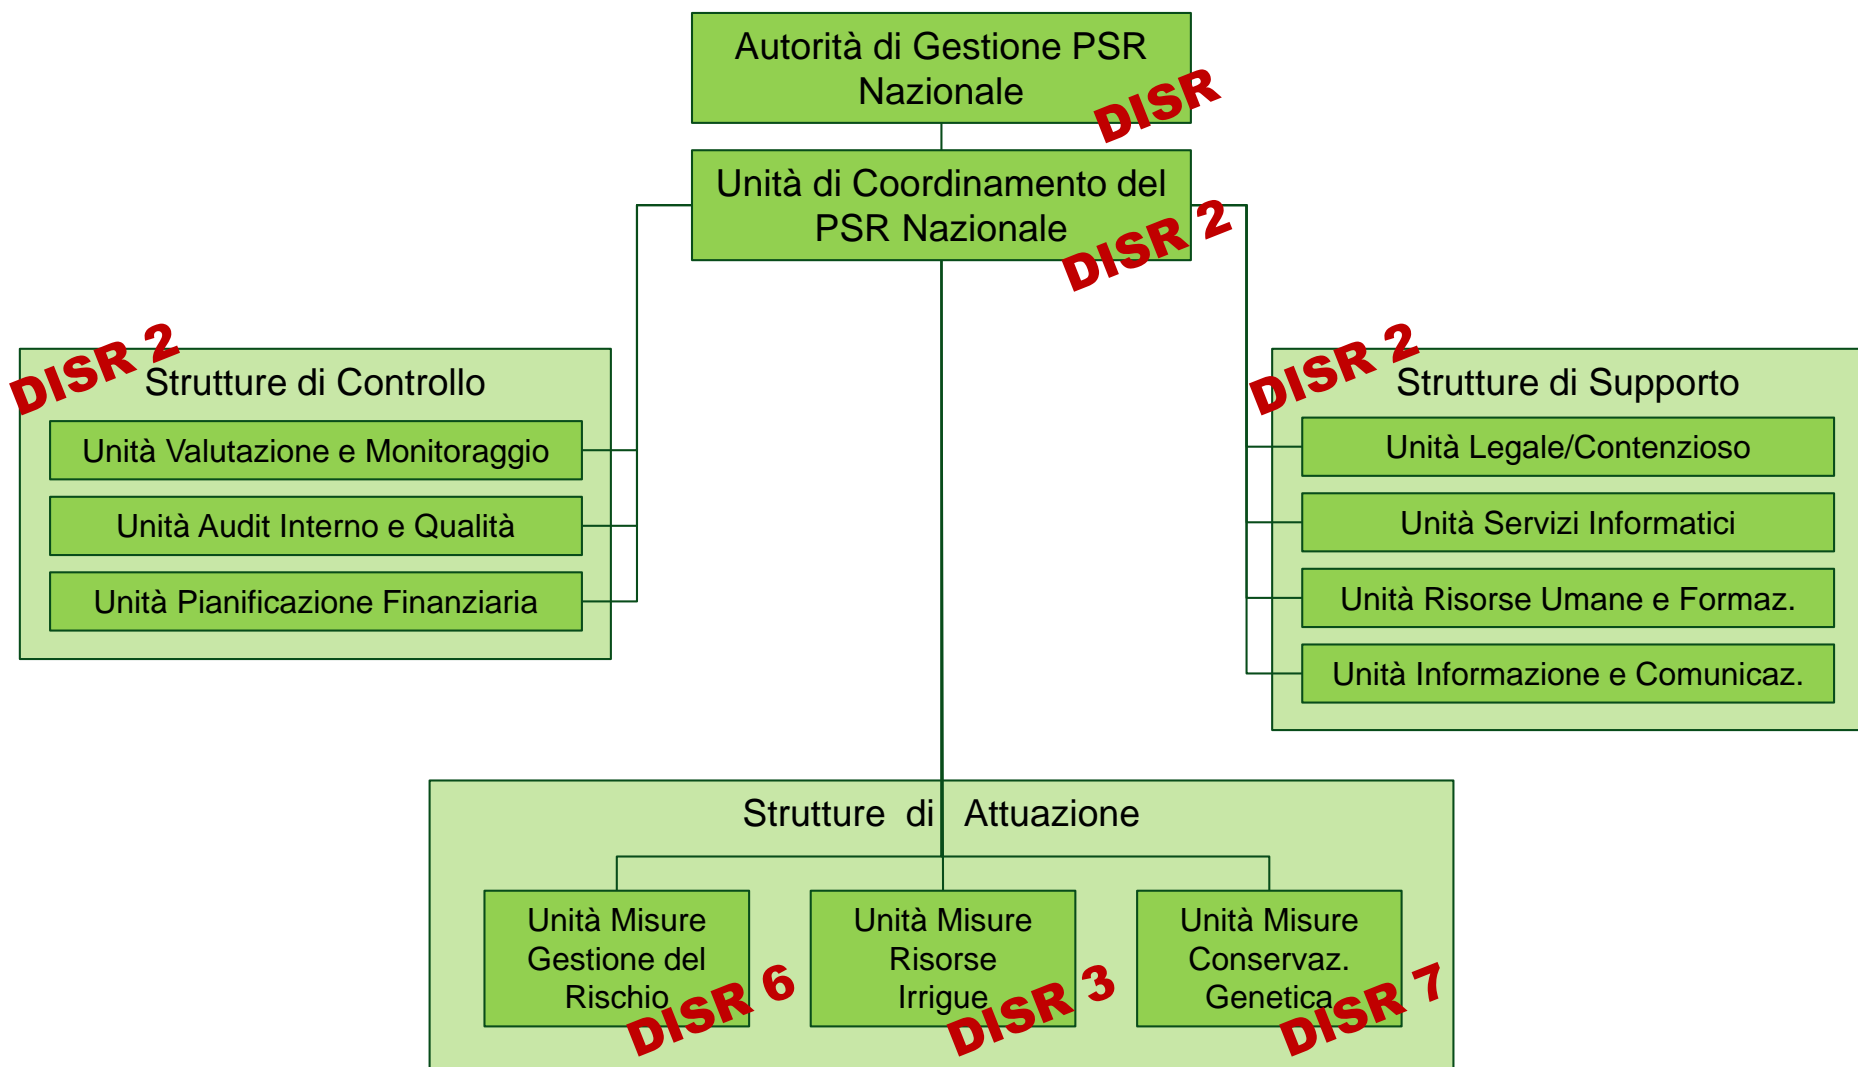 Autorità di Gestione PSR
Nazionale
DISR
Unità di Coordinamento del
PSR Nazionale
DISR 2
DISR 2
Strutture di Controllo
Unità Valutazione e Monitoraggio
Unità Audit Interno e Qualità
Unità Pianificazione Finanziaria
DISR 2
Strutture di Supporto
Unità Legale/Contenzioso
Unità Servizi Informatici
Unità Risorse Umane e Formaz.
Unità Informazione e Comunicaz.
Strutture di Attuazione
Unità Misure
Gestione del
Rischio
DISR 6
Unità Misure
Risorse
Irrigue
DISR 3
Unità Misure
Conservaz.
Genetica
DISR 7